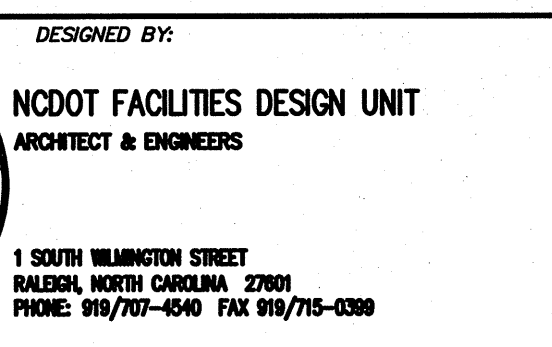 DESIGNED BY:
NCDOT FACILITIES DESIGN UNIT
ARCHITECT & ENGINEERS
1 SOUTH WILMINGTON STREET
RALEIGH, NORTH CAROLINA 27601
PHONE: 919/707-4540 FAX 919/715-0399